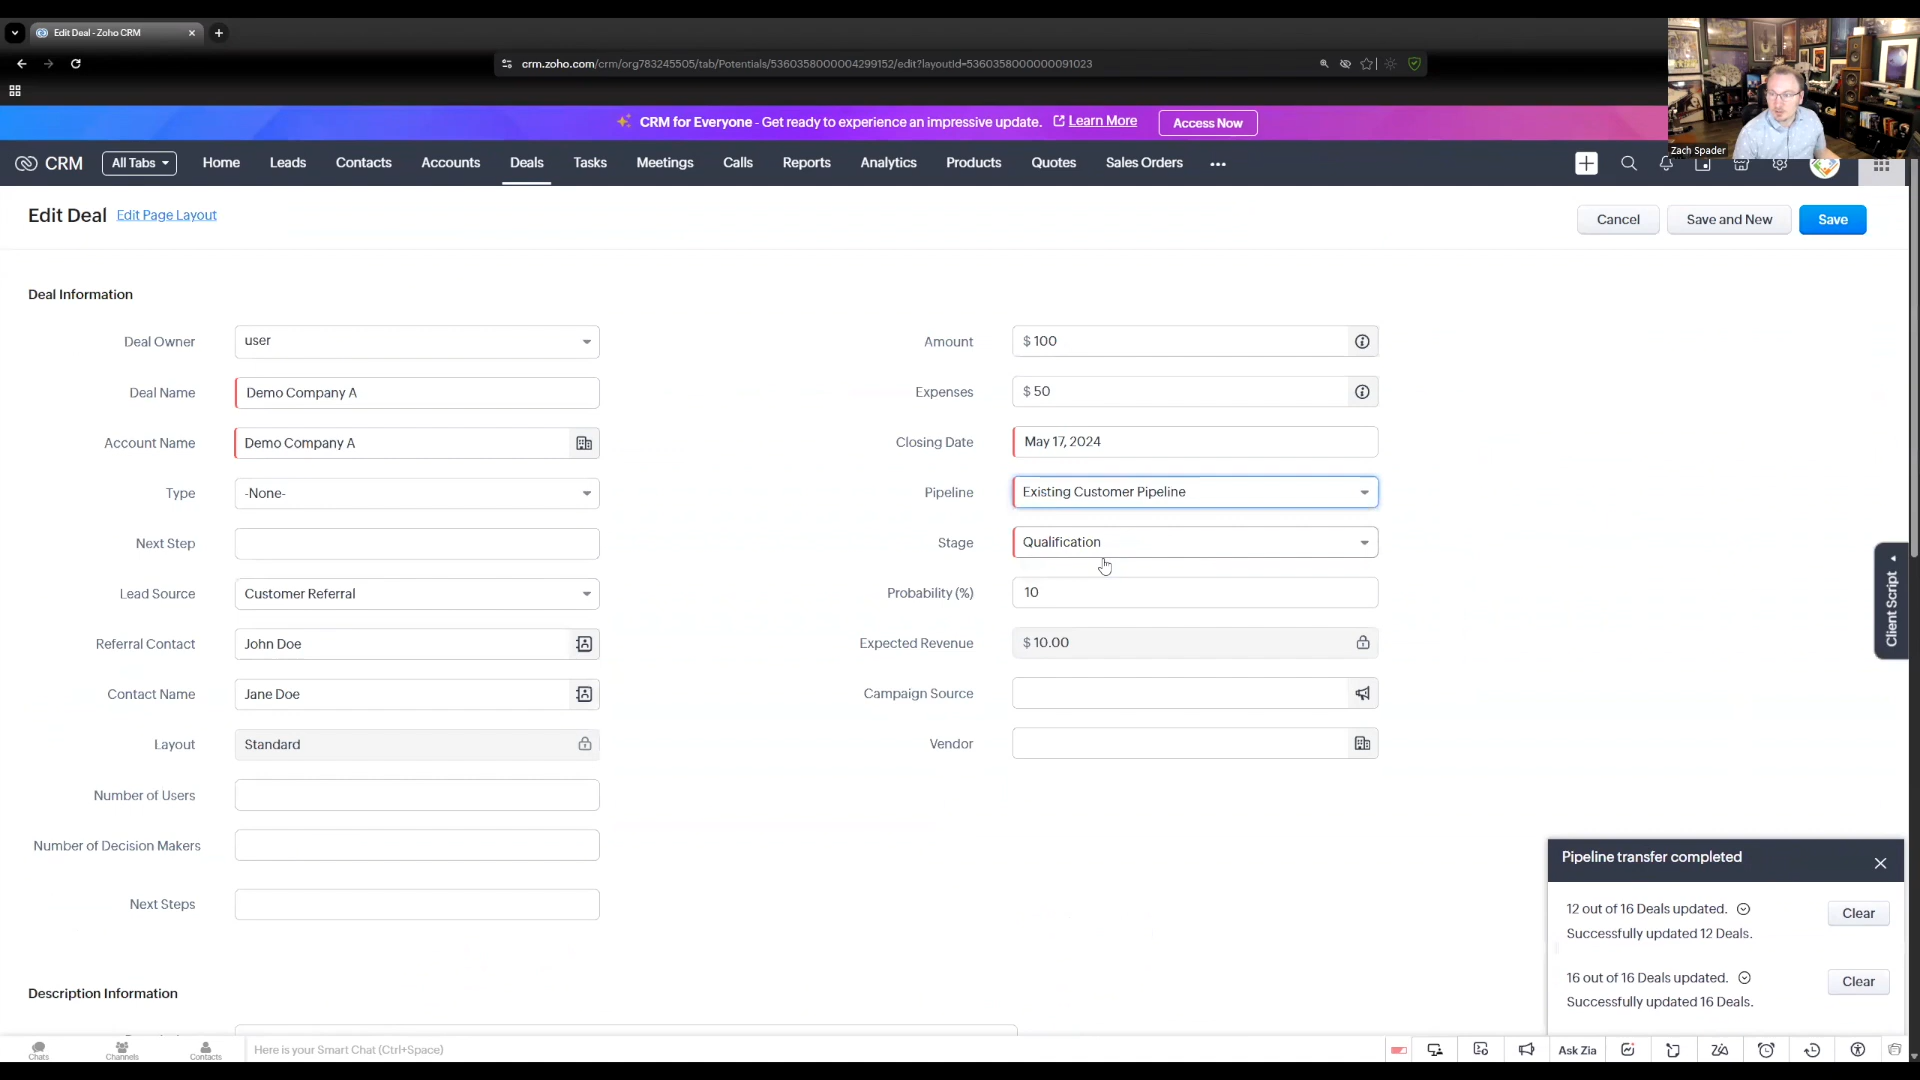 Edit Deal - Zoho CRM
crm.zoho.com/crm/org783245505/tab/Potentials/5360358000004299152/edit?layoutId=5360358000000091023
CRM for Everyone - Get ready to experience an impressive update. Learn More Access Now
Zach Spader
CRM All Tabs Home Leads Contacts Accounts Deals Tasks Meetings Calls Reports Analytics Products Quotes Sales Orders ...
Edit Deal Edit Page Layout Cancel Save and New Save
Deal Information
Deal Owner user
Deal Name Demo Company A
Account Name Demo Company A
Type -None-
Next Step
Lead Source Customer Referral
Referral Contact John Doe
Contact Name Jane Doe
Layout Standard
Number of Users
Number of Decision Makers
Next Steps
Amount $ 100
Expenses $ 50
Closing Date May 17, 2024
Pipeline Existing Customer Pipeline
Stage Qualification
Probability (%) 10
Expected Revenue $ 10.00
Campaign Source
Vendor
Client Script
Description Information
Pipeline transfer completed
12 out of 16 Deals updated.
Successfully updated 12 Deals.
Clear
16 out of 16 Deals updated.
Successfully updated 16 Deals.
Clear
Chats Channels Contacts Here is your Smart Chat (Ctrl+Space) Ask Zia